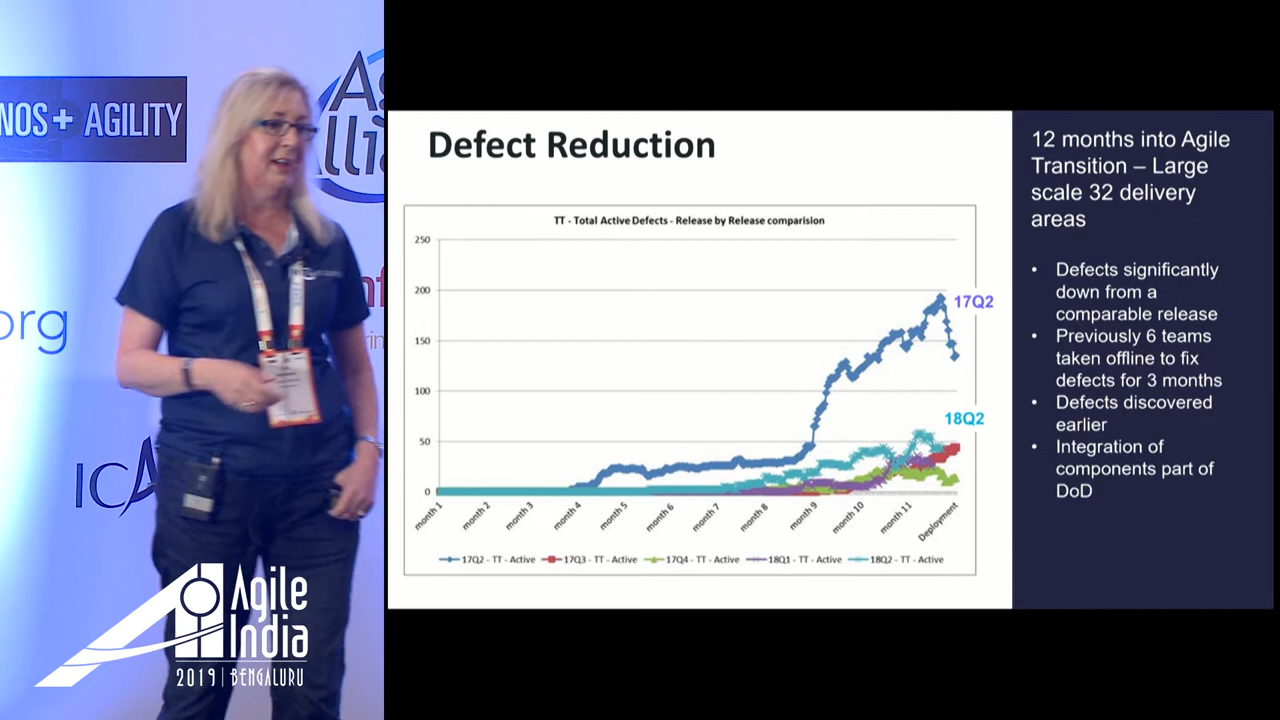 NOS+ AGILITY
org
Agile
India
2019 | BENGALURU
Defect Reduction
TT - Total Active Defects - Release by Release comparision
250
200
150
100
50
0
17Q2
18Q2
month 1
month 2
month 3
month 4
month 5
month 6
month 7
month 8
month 9
month 10
month 11
Deployment
17Q2 - TT - Active
17Q3 - TT - Active
17Q4 - TT - Active
18Q1 - TT - Active
18Q2 - TT - Active
12 months into Agile
Transition – Large
scale 32 delivery
areas
• Defects significantly
down from a
comparable release
• Previously 6 teams
taken offline to fix
defects for 3 months
• Defects discovered
earlier
• Integration of
components part of
DoD